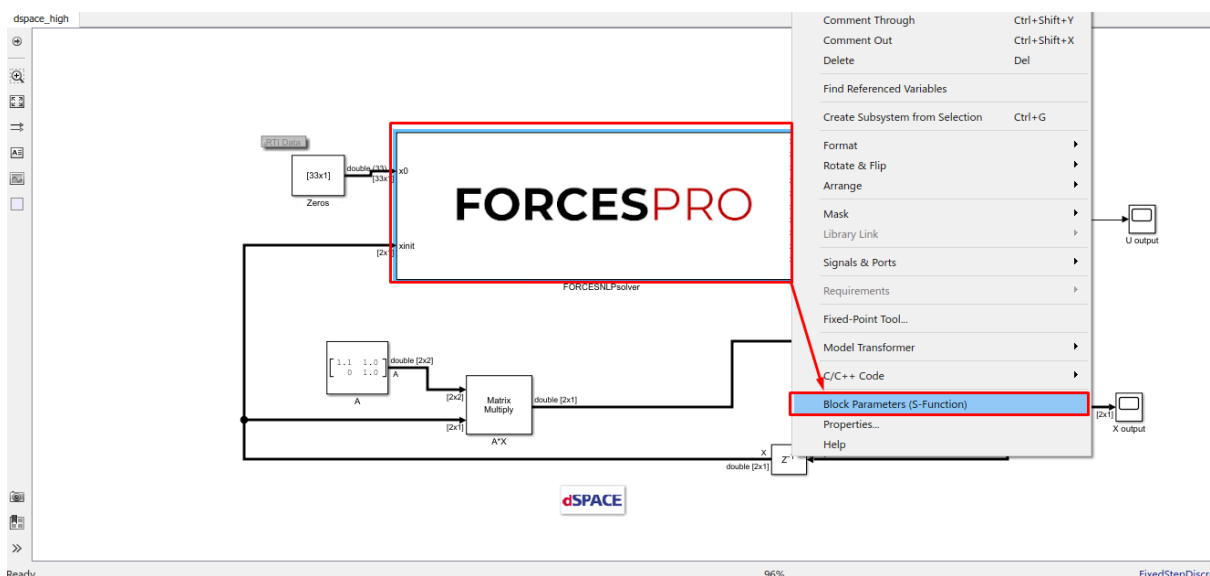 dspace_high
Comment Through Ctrl+Shift+Y
Comment Out Ctrl+Shift+X
Delete Del
Find Referenced Variables
Create Subsystem from Selection Ctrl+G
Format
Rotate & Flip
Arrange
Mask
Library Link
Signals & Ports
Requirements
Fixed-Point Tool...
Model Transformer
C/C++ Code
Block Parameters (S-Function)
Properties...
Help
RTI Data
[33x1]
Zeros
double (33)
[33x1]
x0
FORCESPRO
xinit
[2x1]
FORCESNLPsolver
U output
1.1 1.0
0 1.0
double [2x2]
A
A
[2x2]
[2x1]
Matrix
Multiply
double [2x1]
A*X
X
double [2x1]
[2x1]
X output
dSPACE
Ready
96%